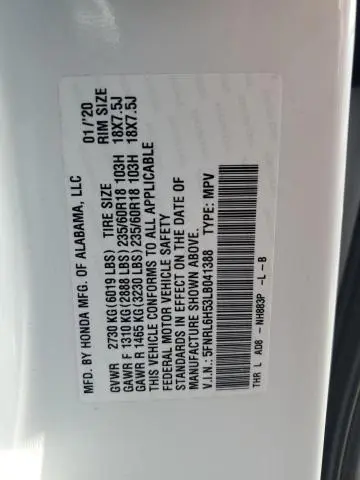 MFD. BY HONDA MFG. OF ALABAMA, LLC 01/'20
GVWR 2730 KG(6019 LBS) TIRE SIZE RIM SIZE
GAWR F 1310 KG(2888 LBS)235/60R18 103H 18X7.5J
GAWR R 1465 KG(3230 LBS)235/60R18 103H 18X7.5J
THIS VEHICLE CONFORMS TO ALL APPLICABLE
FEDERAL MOTOR VEHICLE SAFETY
STANDARDS IN EFFECT ON THE DATE OF
MANUFACTURE SHOWN ABOVE.
V.I.N.: 5FNRL6H53LB041388 TYPE: MPV
THR L AD8 - NH883P -L - B